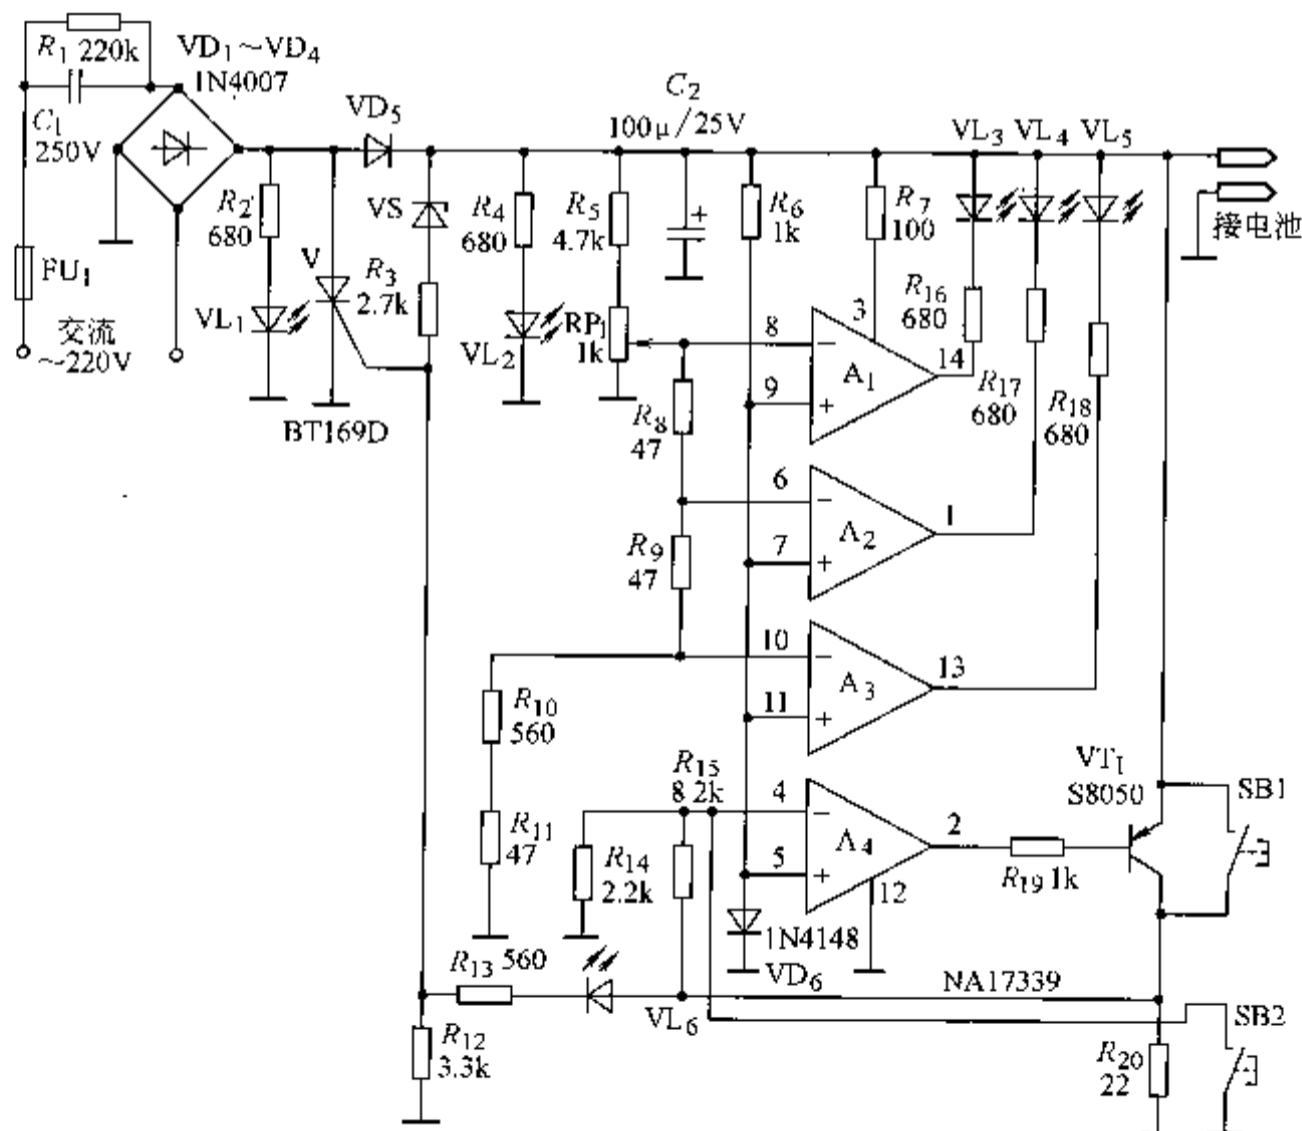 R1 220k
VD1～VD4
1N4007
C1
250V
VD5
C2
100μ/25V
VL3
VL4
VL5
R2
680
VS
R4
680
R5
4.7k
R6
1k
R7
100
接电池
FU1
V
R3
2.7k
VL1
VL2
RP1
1k
交流
~220V
BT169D
8
9
3
A1
14
R16
680
R17
680
R18
680
R8
47
6
7
A2
1
R9
47
10
11
A3
13
R10
560
R11
47
R15
8.2k
4
5
A4
2
12
VT1
S8050
SB1
R14
2.2k
R19 1k
1N4148
VD6
R13 560
VL6
NA17339
SB2
R12
3.3k
R20
22